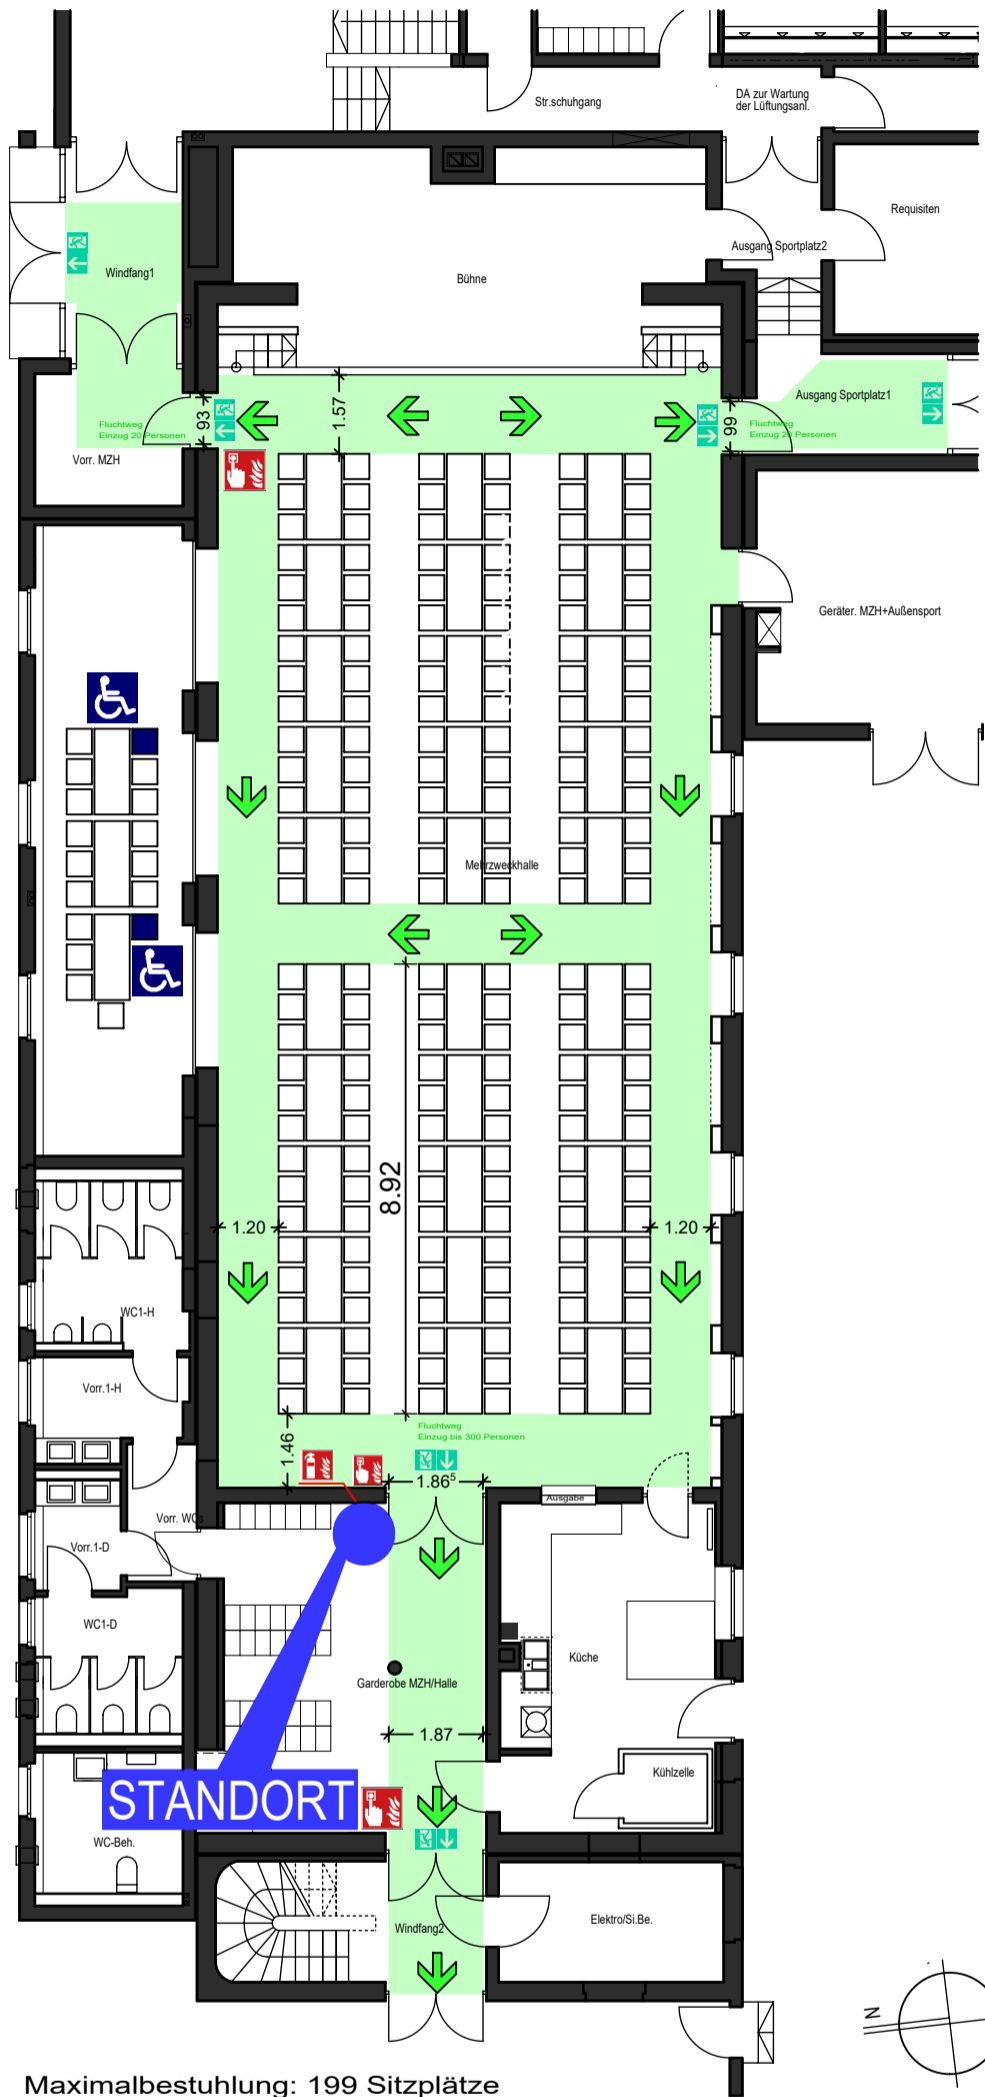 Str.schuhgang
DA zur Wartung
der Lüftungsanl.
Requisiten
Ausgang Sportplatz2
Windfang1
Bühne
Ausgang Sportplatz1
93
1.57
99
Fluchtweg
Einzug 20 Personen
Fluchtweg
Einzug 20 Personen
Vorr. MZH
Geräter. MZH+Außensport
Mehrzweckhalle
8.92
1.20
1.20
WC1-H
Vorr.1-H
Fluchtweg
Einzug bis 300 Personen
1.46
1.86⁵
Ausgabe
Vorr. WCs
Vorr.1-D
WC1-D
Küche
Garderobe MZH/Halle
1.87
Kühlzelle
STANDORT
WC-Beh.
Elektro/Si.Be.
Windfang2
N
Maximalbestuhlung: 199 Sitzplätze